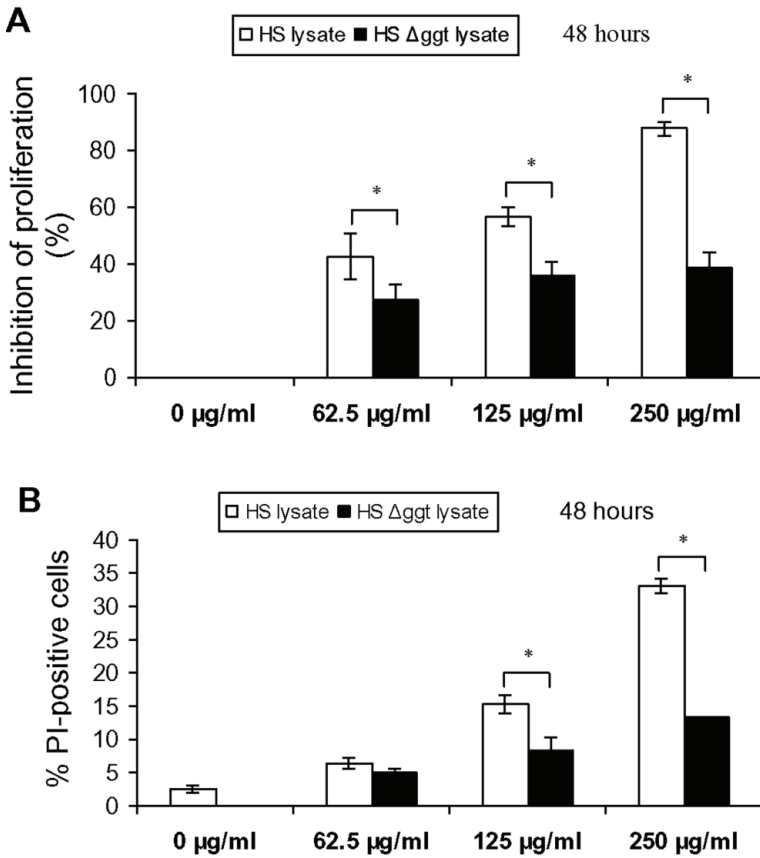 A
HS lysate HS Δggt lysate 48 hours
Inhibition of proliferation
(%)
100
80
60
40
20
0
* * *
0 µg/ml 62.5 µg/ml 125 µg/ml 250 µg/ml
B
HS lysate HS Δggt lysate 48 hours
% PI-positive cells
40
35
30
25
20
15
10
5
0
* *
0 µg/ml 62.5 µg/ml 125 µg/ml 250 µg/ml